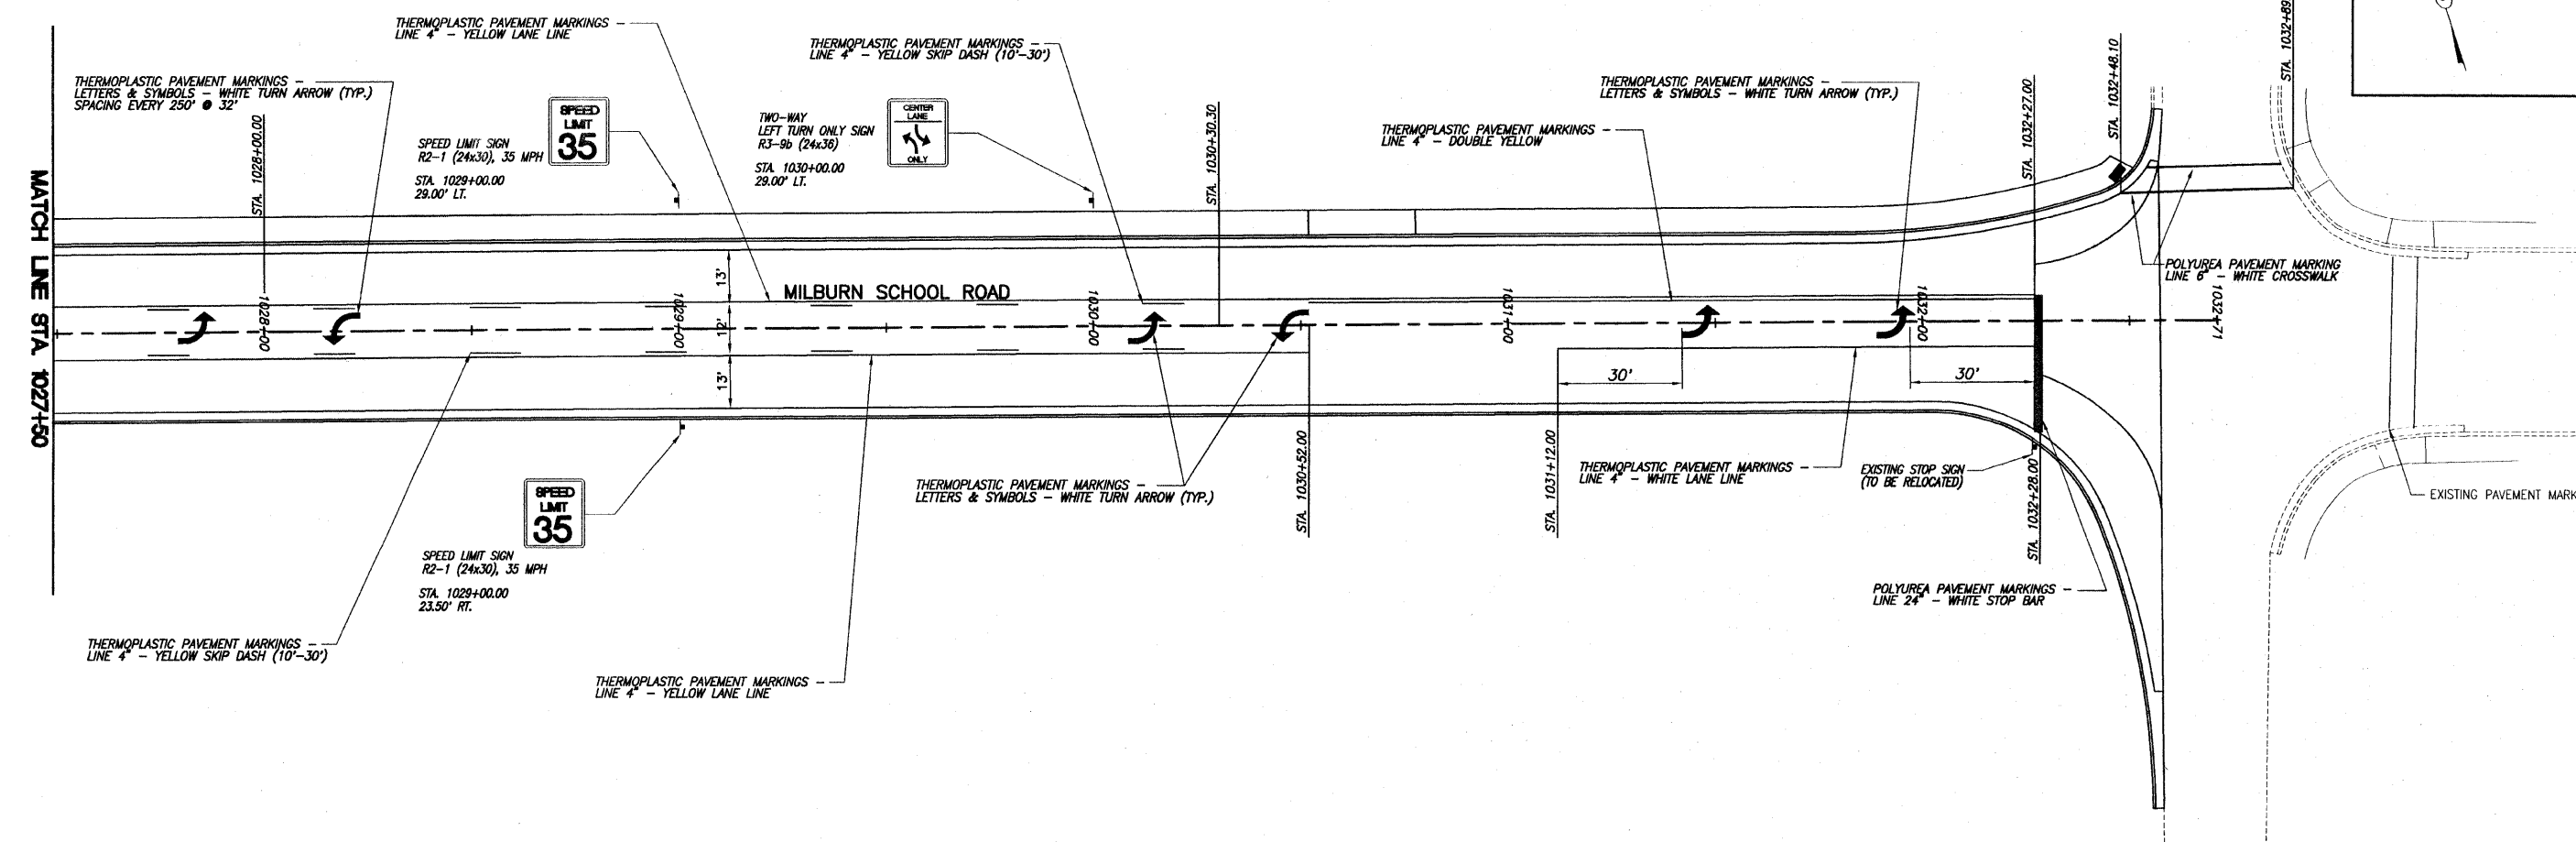 THERMOPLASTIC PAVEMENT MARKINGS –
LINE 4" – YELLOW LANE LINE
THERMOPLASTIC PAVEMENT MARKINGS –
LINE 4" – YELLOW SKIP DASH (10'-30')
THERMOPLASTIC PAVEMENT MARKINGS –
LETTERS & SYMBOLS – WHITE TURN ARROW (TYP.)
SPACING EVERY 250' @ 32'
THERMOPLASTIC PAVEMENT MARKINGS –
LETTERS & SYMBOLS – WHITE TURN ARROW (TYP.)
STA. 1028+00.00
SPEED LIMIT SIGN
R2-1 (24x30), 35 MPH
STA. 1029+00.00
29.00' LT.
SPEED
LIMIT
35
TWO-WAY
LEFT TURN ONLY SIGN
R3-9b (24x36)
STA. 1030+00.00
29.00' LT.
CENTER
LANE
ONLY
STA. 1030+30.30
THERMOPLASTIC PAVEMENT MARKINGS –
LINE 4" – DOUBLE YELLOW
STA. 1032+27.00
STA. 1032+48.10
STA. 1032+89
MATCH LINE STA. 1027+50
MILBURN SCHOOL ROAD
13'
12'
13'
1028+00
1029+00
1030+00
1031+00
1032+00
1032+71
POLYUREA PAVEMENT MARKING
LINE 6" – WHITE CROSSWALK
30'
30'
SPEED
LIMIT
35
SPEED LIMIT SIGN
R2-1 (24x30), 35 MPH
STA. 1029+00.00
23.50' RT.
THERMOPLASTIC PAVEMENT MARKINGS –
LETTERS & SYMBOLS – WHITE TURN ARROW (TYP.)
STA. 1030+52.00
STA. 1031+12.00
THERMOPLASTIC PAVEMENT MARKINGS –
LINE 4" – WHITE LANE LINE
EXISTING STOP SIGN
(TO BE RELOCATED)
STA. 1032+28.00
EXISTING PAVEMENT MARK
POLYUREA PAVEMENT MARKINGS –
LINE 24" – WHITE STOP BAR
THERMOPLASTIC PAVEMENT MARKINGS –
LINE 4" – YELLOW SKIP DASH (10'-30')
THERMOPLASTIC PAVEMENT MARKINGS –
LINE 4" – YELLOW LANE LINE